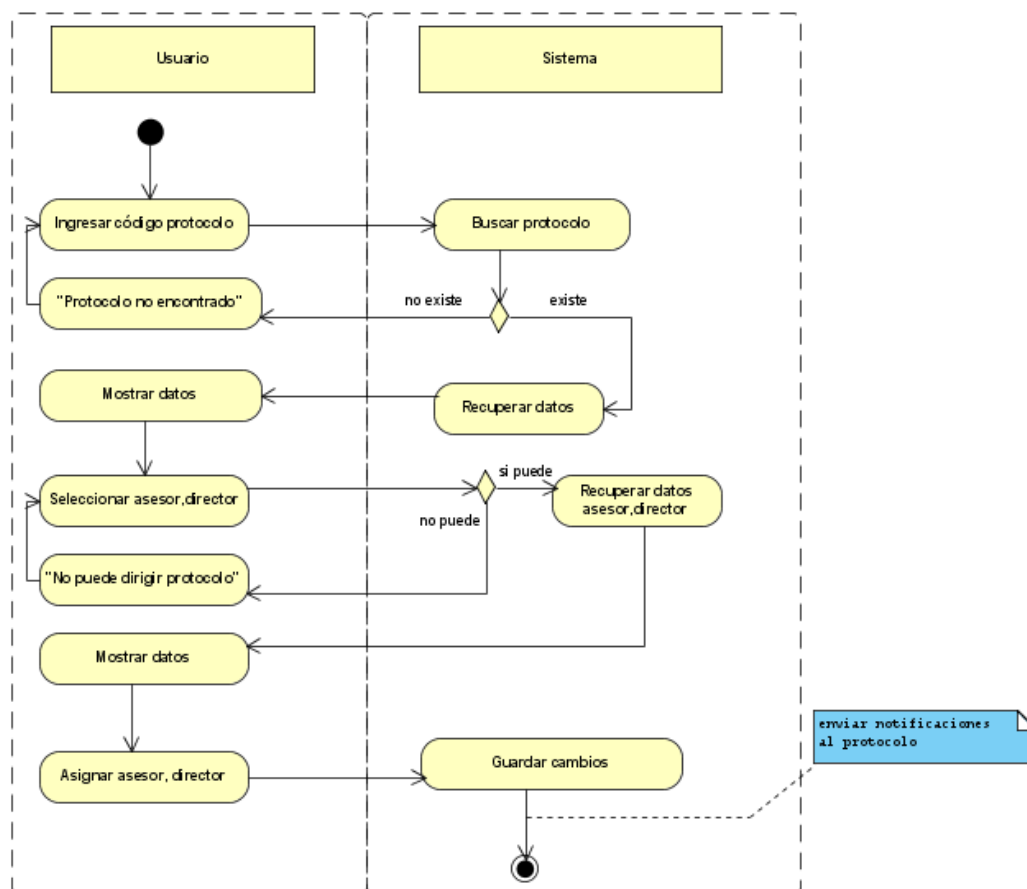 Usuario
Sistema
Ingresar código protocolo
Buscar protocolo
"Protocolo no encontrado"
no existe
existe
Mostrar datos
Recuperar datos
Seleccionar asesor,director
si puede
no puede
Recuperar datos
asesor,director
"No puede dirigir protocolo"
Mostrar datos
Asignar asesor, director
Guardar cambios
enviar notificaciones
al protocolo